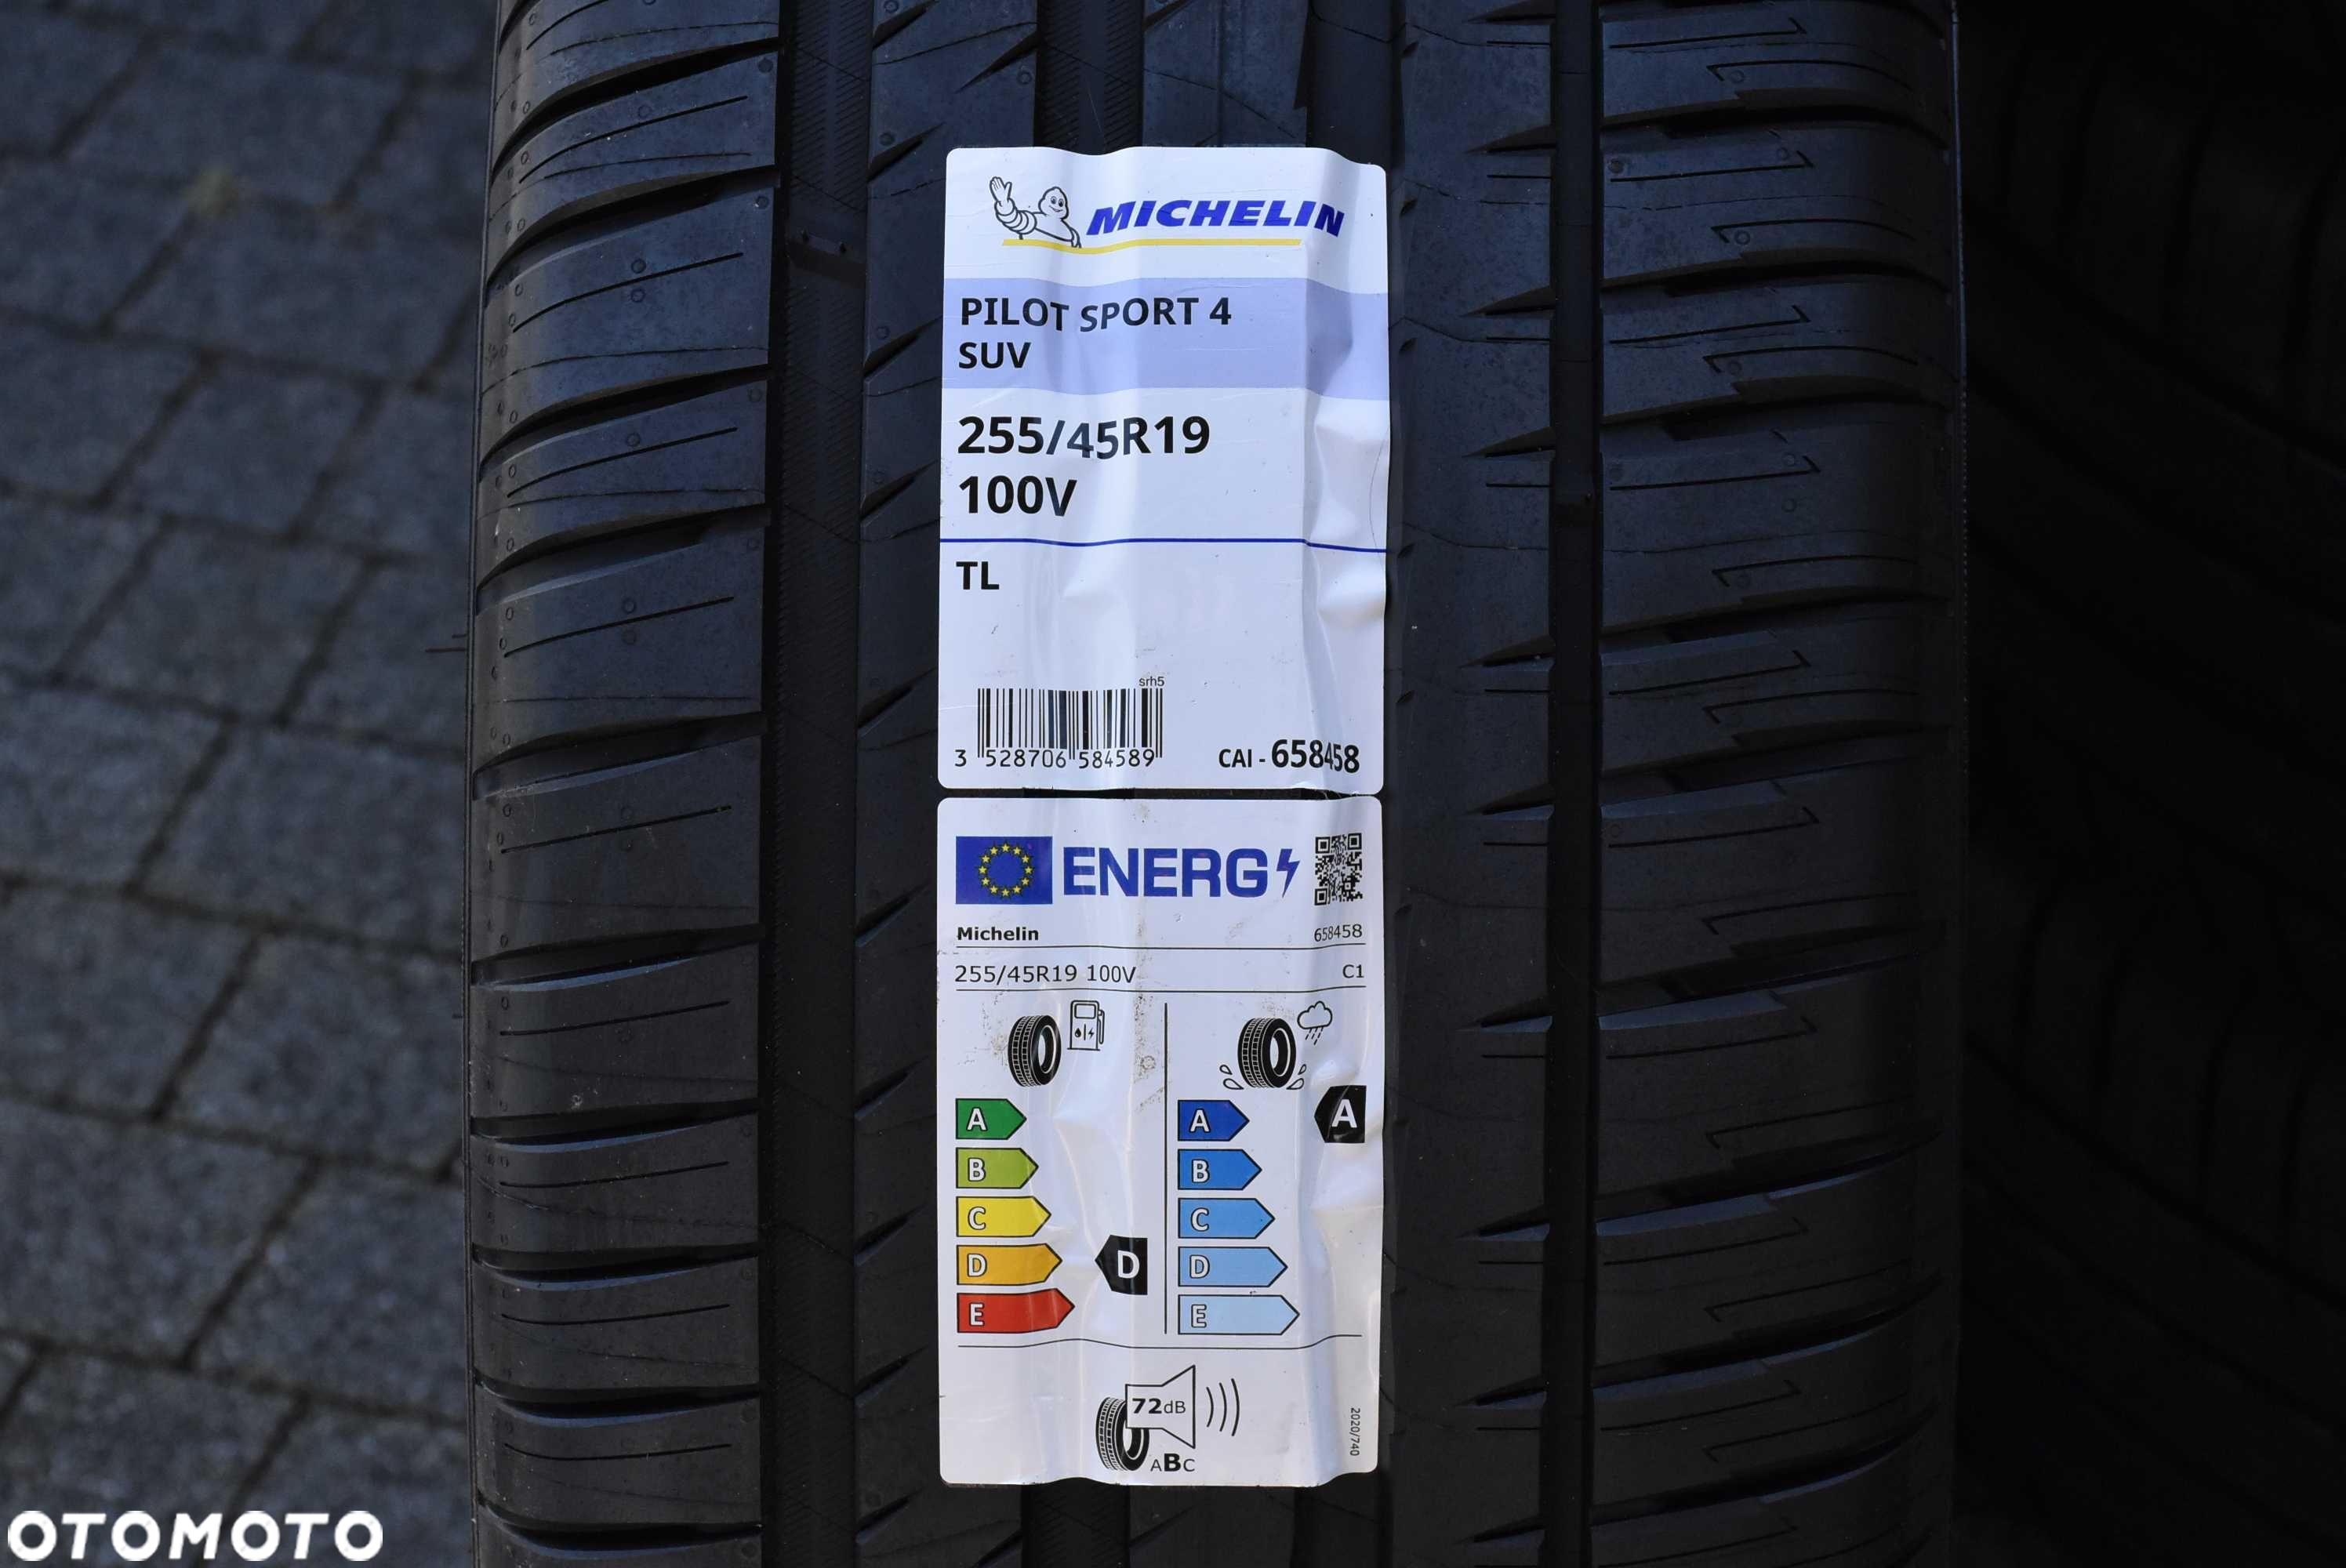 MICHELIN
PILOT SPORT 4
SUV
255/45R19
100V
TL
srh5
3 528706 584589
CAI - 658458
ENERG
Michelin 658458
255/45R19 100V C1
A A A
B B
C C
D D D
E E
72dB
ABC
2020/740
OTOMOTO